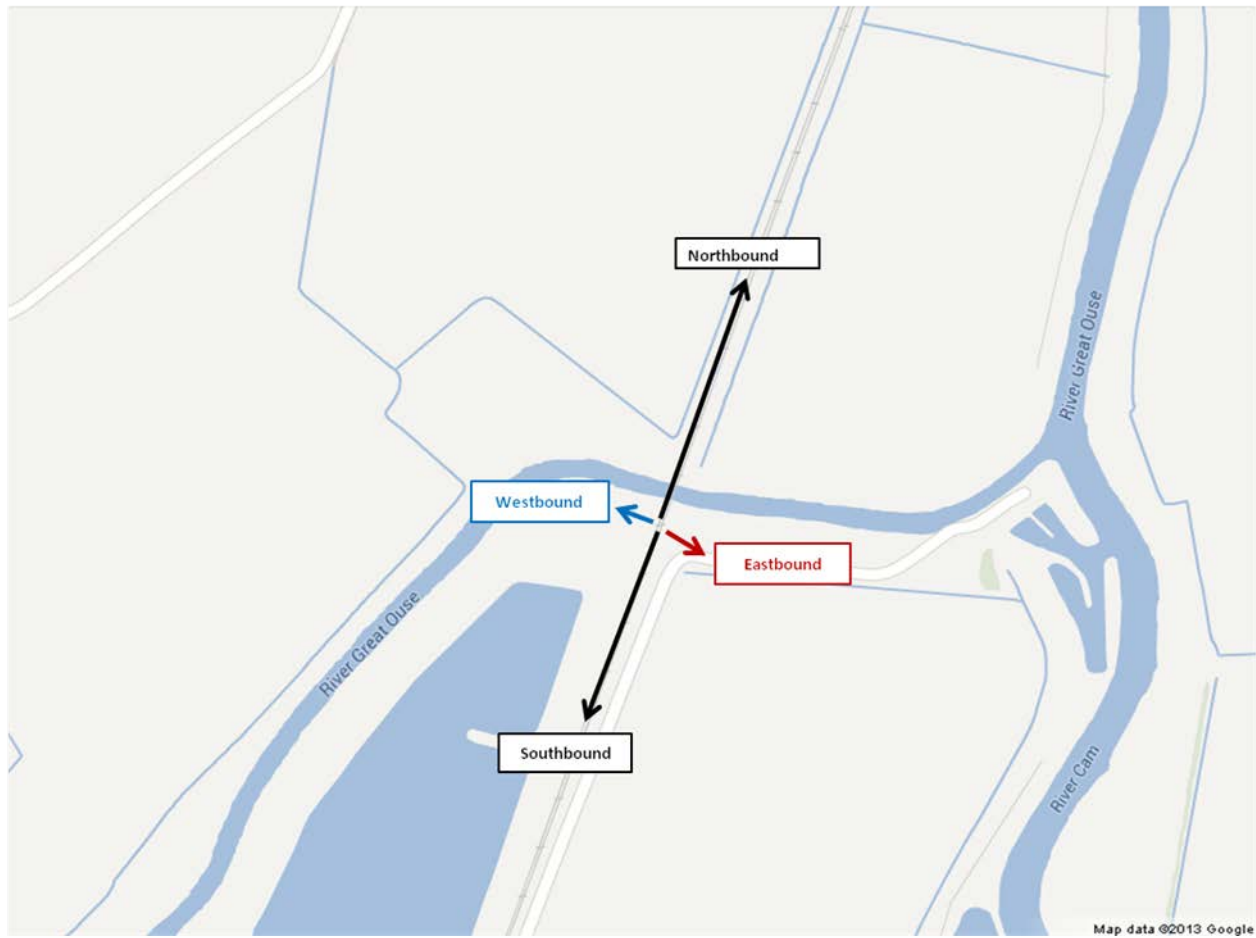 Northbound
River Great Ouse
Westbound
Eastbound
River Great Ouse
Southbound
River Cam
Map data ©2013 Google